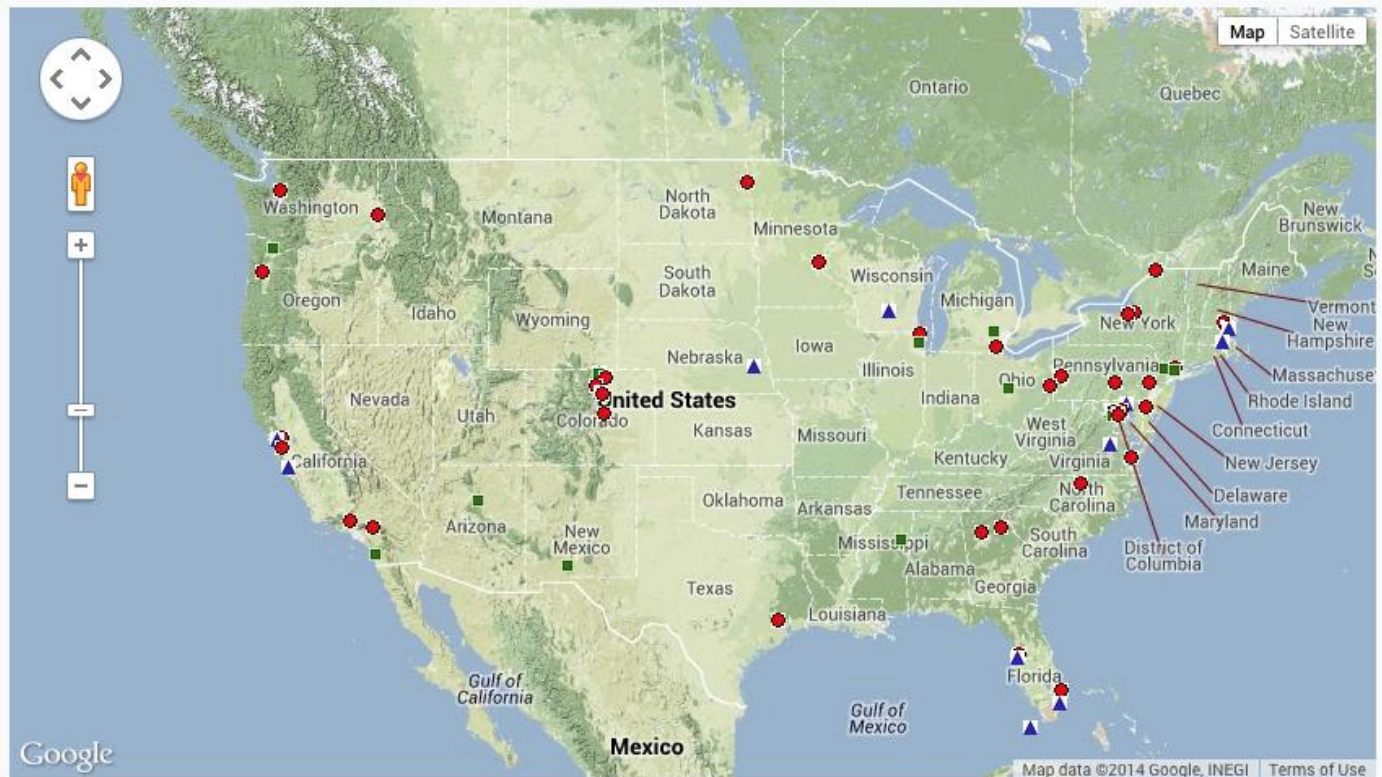 Map Satellite
Ontario
Quebec
New
Brunswick
Washington
Montana
North
Dakota
Minnesota
Maine
Wisconsin
South
Dakota
Michigan
Oregon
Idaho
Wyoming
Vermont
New
Hampshire
New York
Iowa
Nebraska
Illinois
Ohio
Pennsylvania
Massachuse
Nevada
Utah
United States
Colorado
Indiana
Rhode Island
Kansas
Missouri
West
Virginia
Connecticut
California
Kentucky
Virginia
New Jersey
Oklahoma
Arkansas
Tennessee
North
Carolina
Delaware
Arizona
New
Mexico
Mississippi
South
Carolina
Maryland
District of
Columbia
Alabama
Georgia
Texas
Louisiana
Florida
Gulf of
California
Gulf of
Mexico
Mexico
Google
Map data ©2014 Google, INEGI Terms of Use